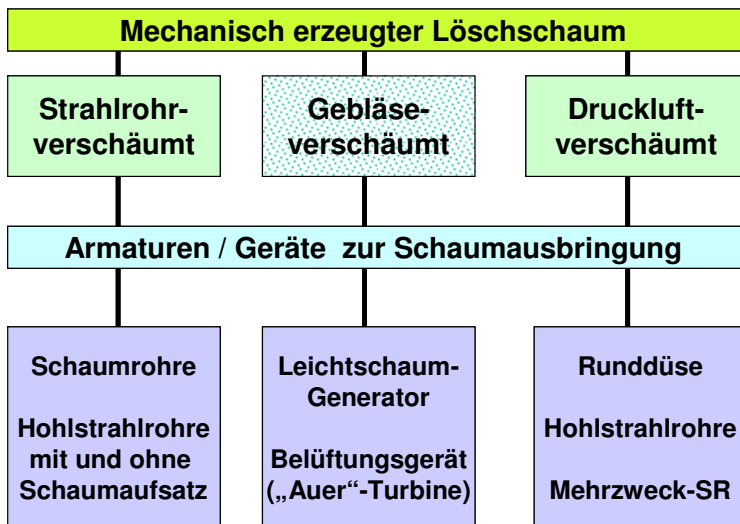 Mechanisch erzeugter Löschschaum
Strahlrohr-
verschäumt
Gebläse-
verschäumt
Druckluft-
verschäumt
Armaturen / Geräte zur Schaumausbringung
Schaumrohre
Hohlstrahlrohre
mit und ohne
Schaumaufsatz
Leichtschaum-
Generator
Belüftungsgerät
(„Auer“-Turbine)
Runddüse
Hohlstrahlrohre
Mehrzweck-SR